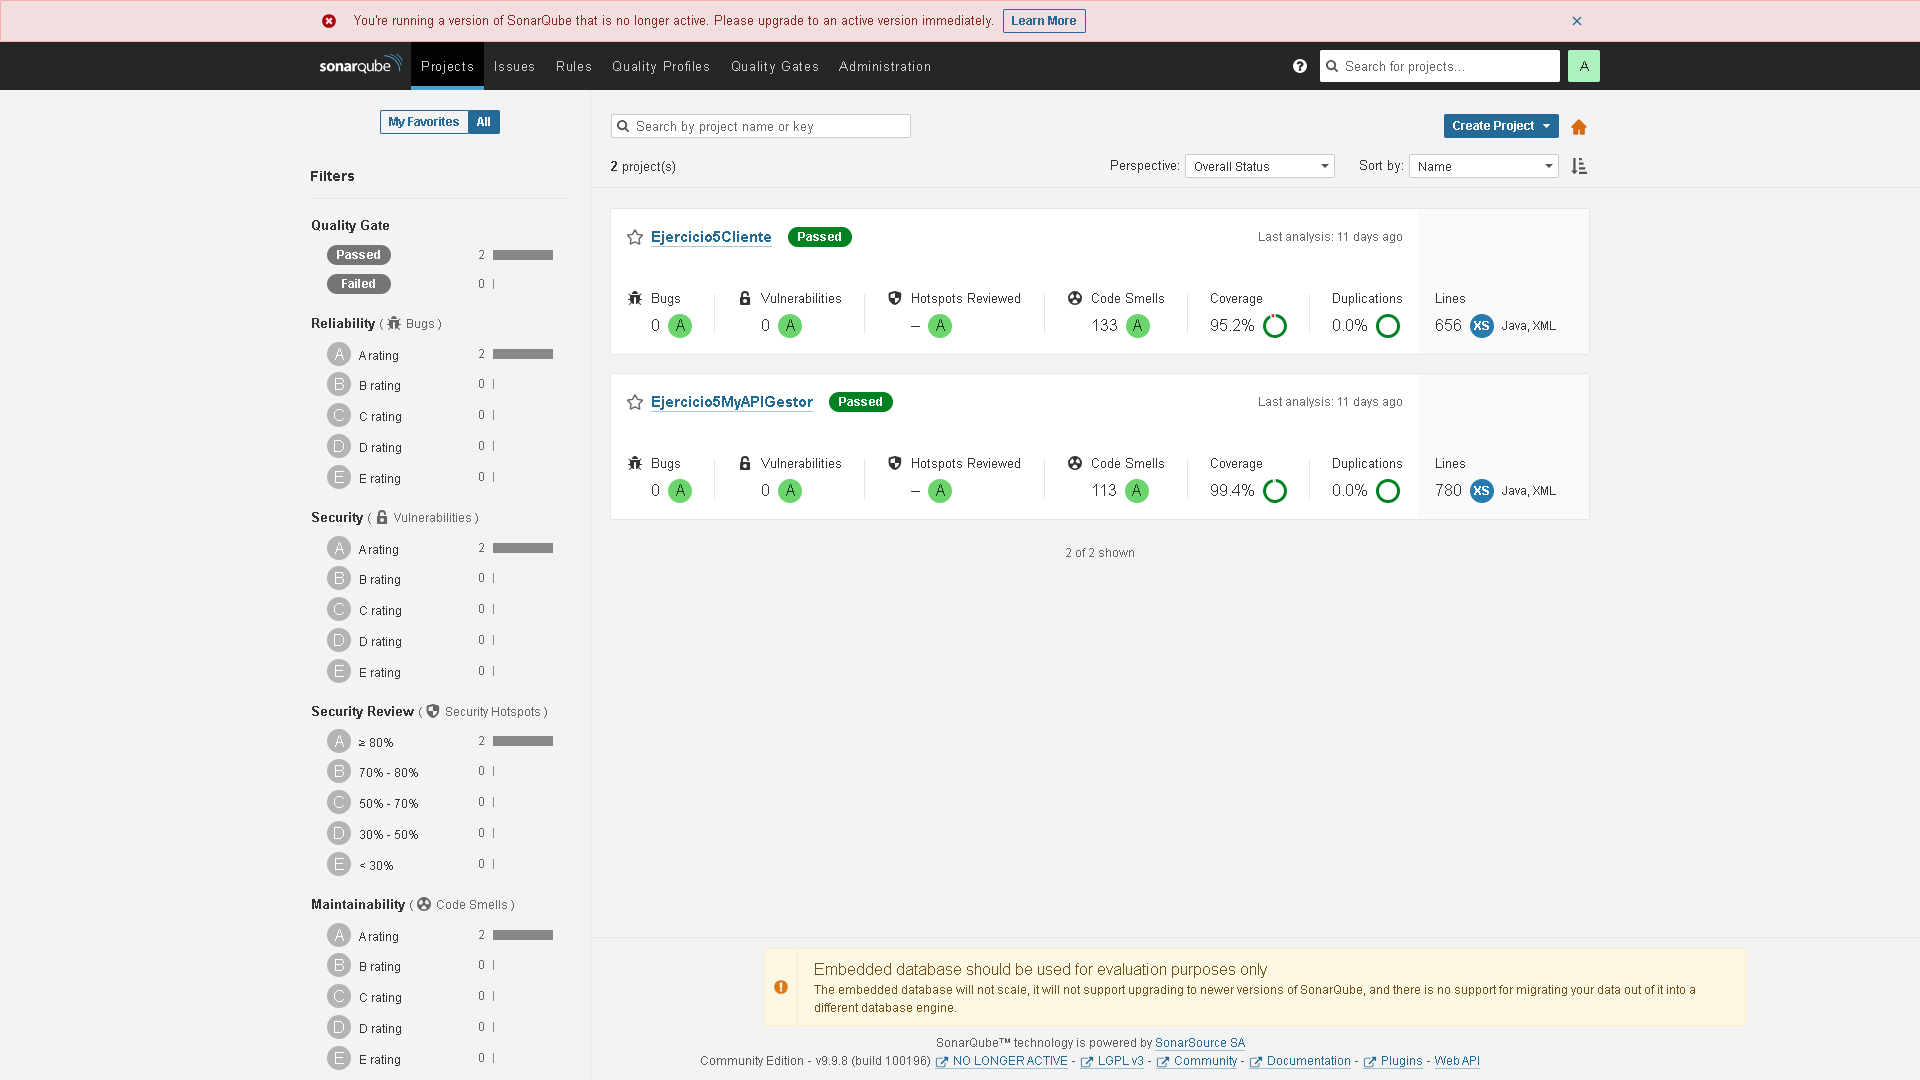 You're running a version of SonarQube that is no longer active. Please upgrade to an active version immediately. Learn More
sonarqube Projects Issues Rules Quality Profiles Quality Gates Administration Search for projects... A
My Favorites All
Filters
Quality Gate
Passed 2
Failed 0
Reliability ( Bugs )
A A rating 2
B B rating 0
C C rating 0
D D rating 0
E E rating 0
Security ( Vulnerabilities )
A A rating 2
B B rating 0
C C rating 0
D D rating 0
E E rating 0
Security Review ( Security Hotspots )
A ≥ 80% 2
B 70% - 80% 0
C 50% - 70% 0
D 30% - 50% 0
E < 30% 0
Maintainability ( Code Smells )
A A rating 2
B B rating 0
C C rating 0
D D rating 0
E E rating 0
Search by project name or key Create Project
2 project(s) Perspective: Overall Status Sort by: Name
Ejercicio5Cliente Passed Last analysis: 11 days ago
Bugs Vulnerabilities Hotspots Reviewed Code Smells Coverage Duplications Lines
0 A 0 A – A 133 A 95.2% 0.0% 656 XS Java, XML
Ejercicio5MyAPIGestor Passed Last analysis: 11 days ago
Bugs Vulnerabilities Hotspots Reviewed Code Smells Coverage Duplications Lines
0 A 0 A – A 113 A 99.4% 0.0% 780 XS Java, XML
2 of 2 shown
Embedded database should be used for evaluation purposes only
The embedded database will not scale, it will not support upgrading to newer versions of SonarQube, and there is no support for migrating your data out of it into a
different database engine.
SonarQube™ technology is powered by SonarSource SA
Community Edition - v9.9.8 (build 100196) NO LONGER ACTIVE - LGPL v3 - Community - Documentation - Plugins - Web API